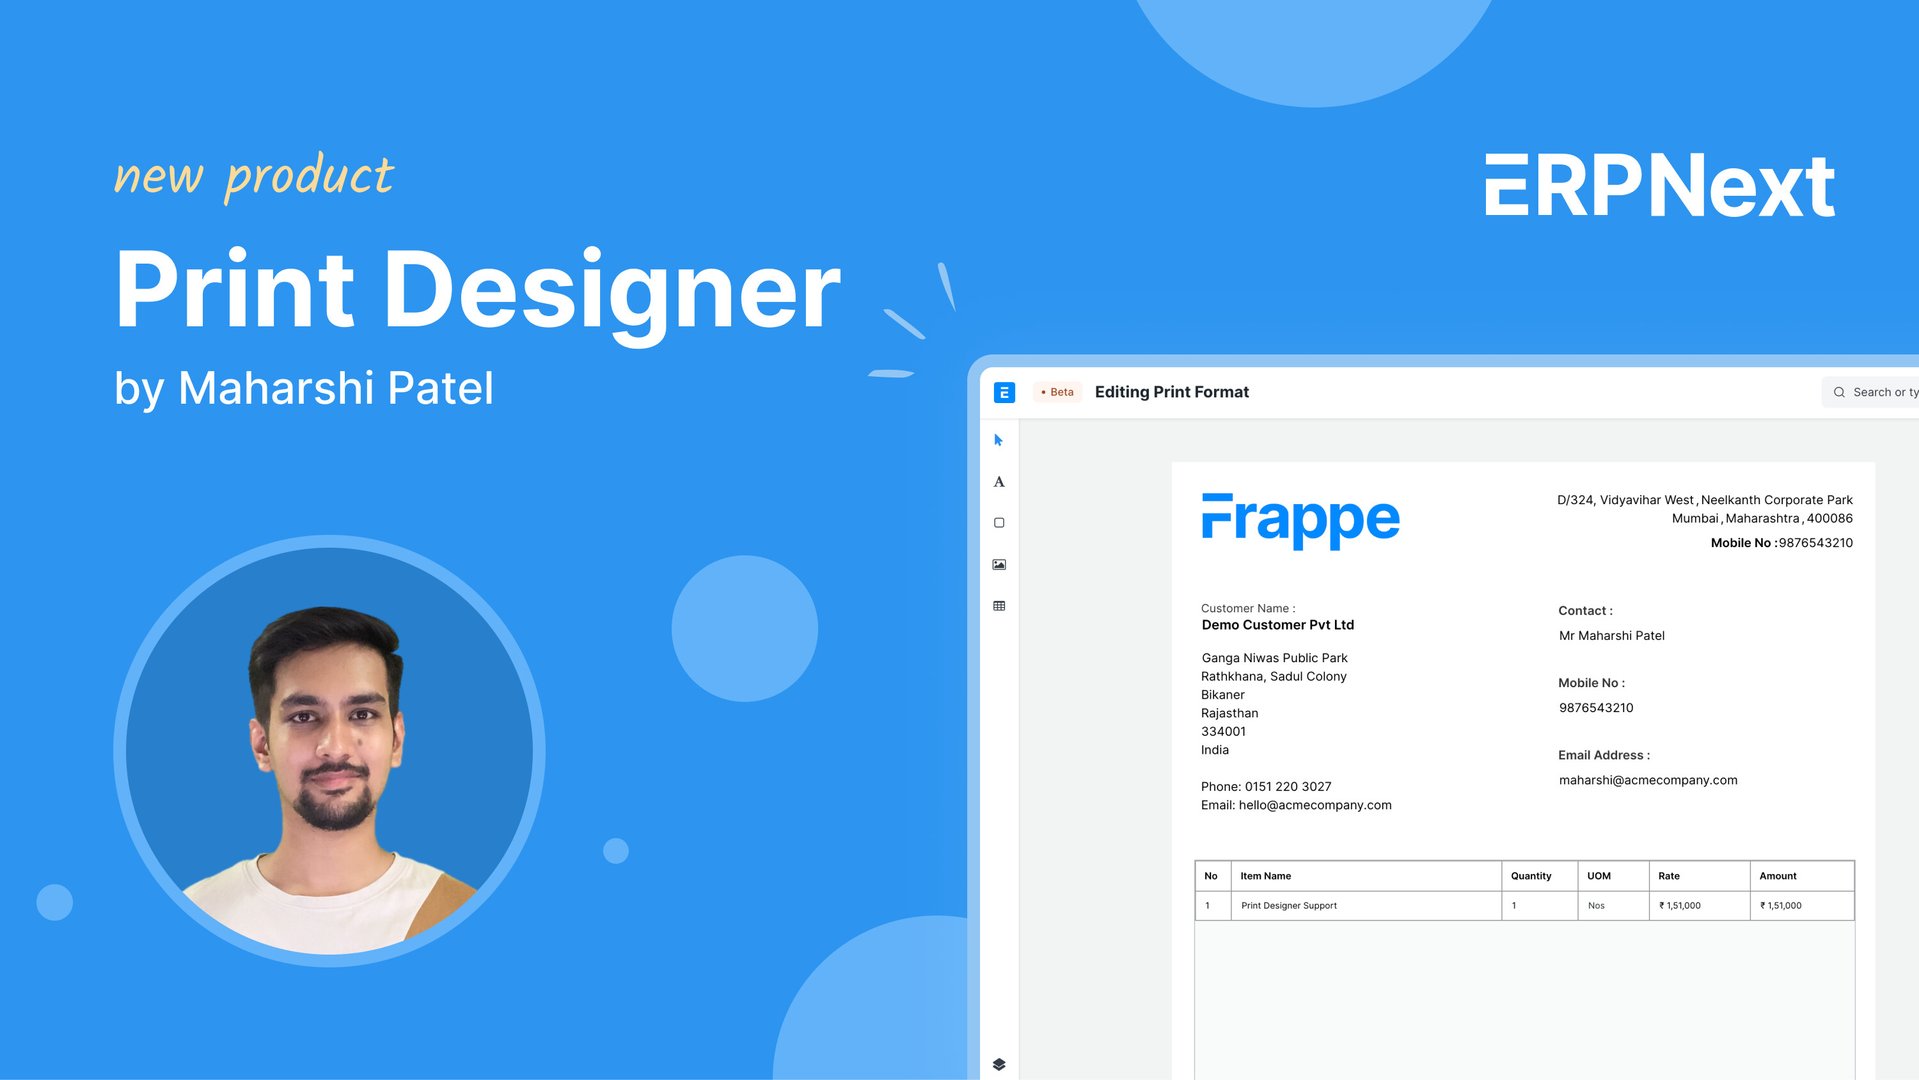 new product
Print Designer
by Maharshi Patel
ERPNext
• Beta
Editing Print Format
Search or ty
A
Frappe
D/324, Vidyavihar West , Neelkanth Corporate Park
Mumbai , Maharashtra , 400086
Mobile No : 9876543210
Customer Name :
Demo Customer Pvt Ltd
Ganga Niwas Public Park
Rathkhana, Sadul Colony
Bikaner
Rajasthan
334001
India
Phone: 0151 220 3027
Email: hello@acmecompany.com
Contact :
Mr Maharshi Patel
Mobile No :
9876543210
Email Address :
maharshi@acmecompany.com
No Item Name Quantity UOM Rate Amount
1 Print Designer Support 1 Nos ₹ 1,51,000 ₹ 1,51,000